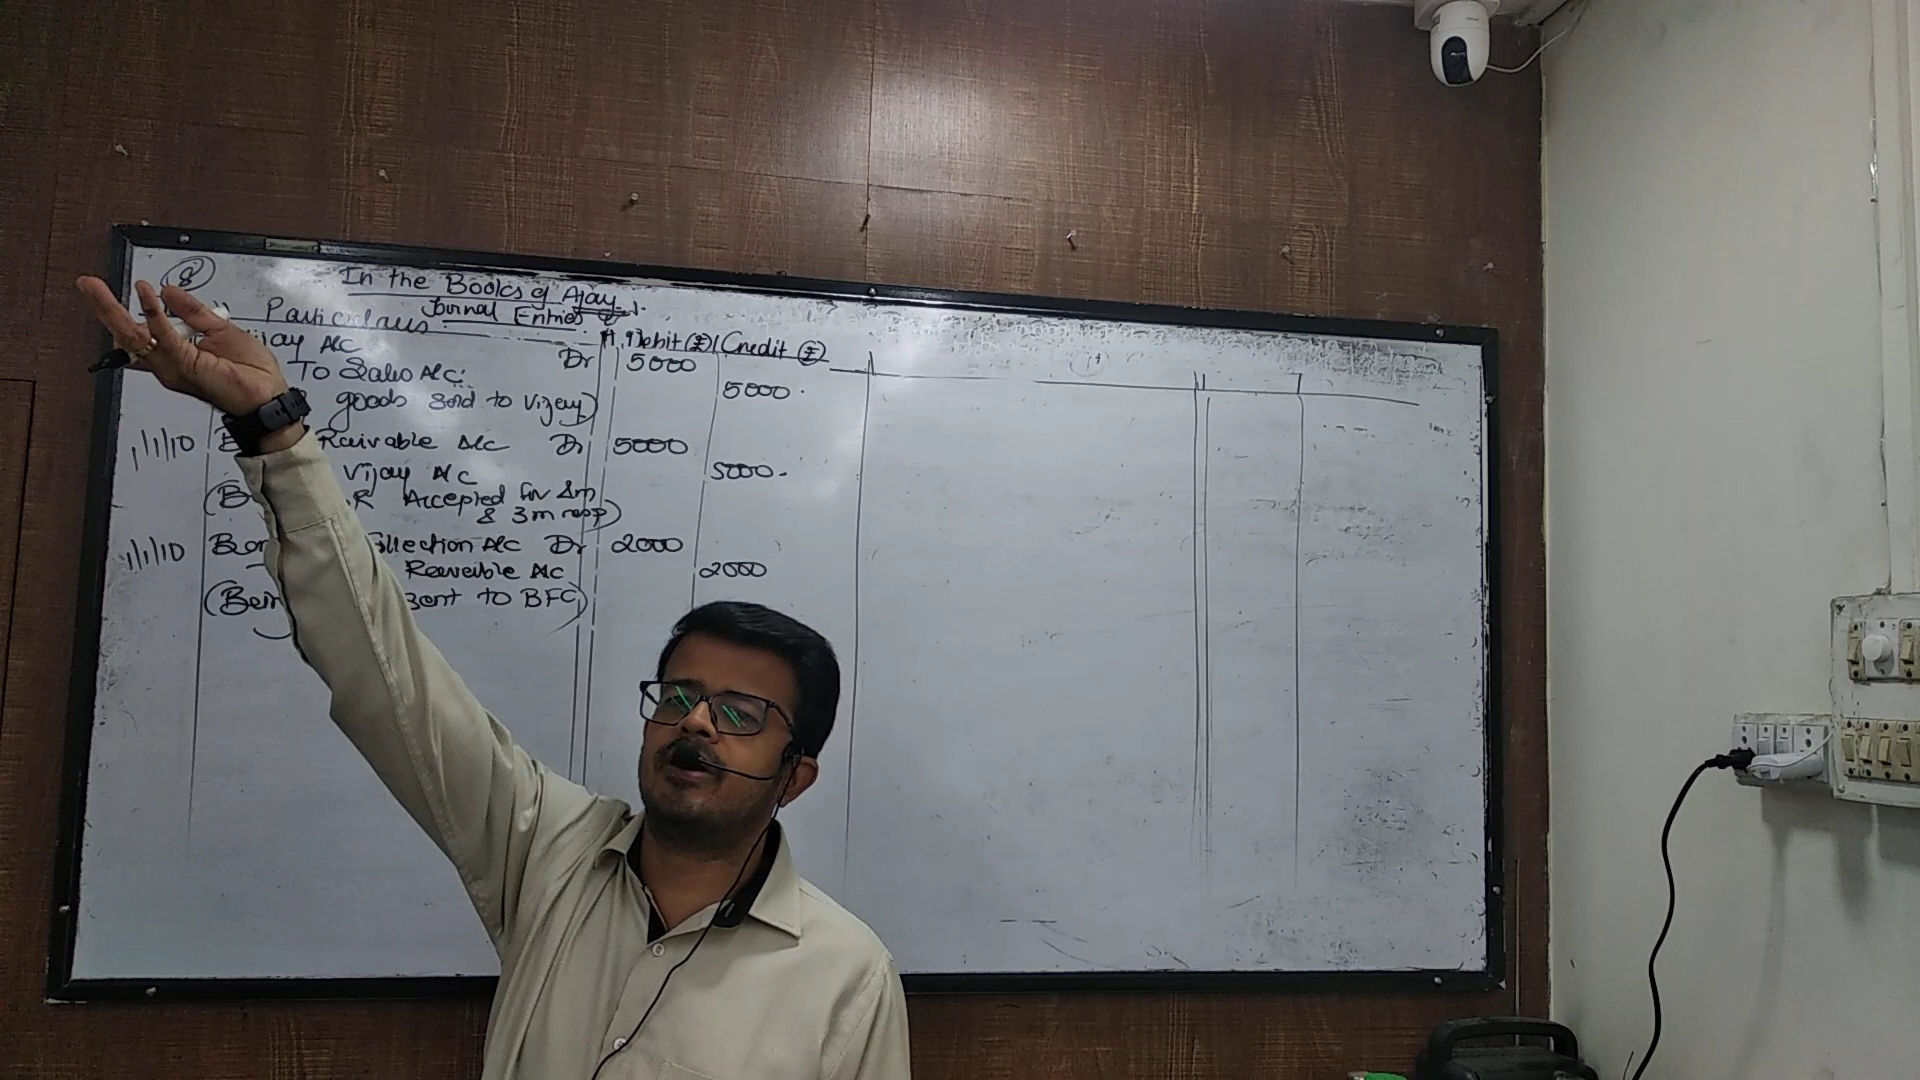 8
In the Books of Ajay
Journal Entries
Particulars
Debit (₹) Credit (₹)
Vijay A/c Dr 5000
To Sales A/c 5000
goods sold to Vijay)
1/1/10 Receivable A/c Dr 5000
Vijay A/c 5000
R Accepted for 2m
& 3m resp)
1/1/10 Collection A/c Dr 2000
A/c 2000
(Being sent to BFC)